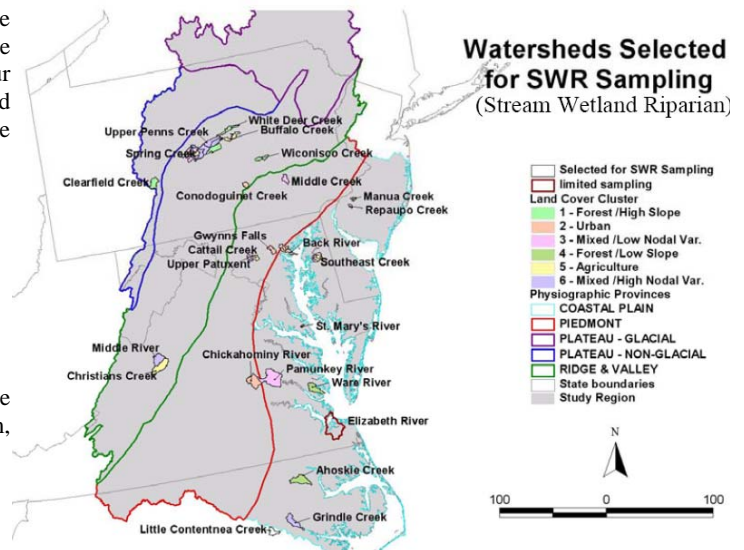 e
e
ur
d
e
e
n,
Watersheds Selected
for SWR Sampling
(Stream Wetland Riparian)
White Deer Creek
Upper Penns Creek
Buffalo Creek
Spring Creek
Wiconisco Creek
Clearfield Creek
Middle Creek
Conodoguinet Creek
Manua Creek
Repaupo Creek
Gwynns Falls
Back River
Cattail Creek
Upper Patuxent
Southeast Creek
St. Mary's River
Middle River
Chickahominy River
Pamunkey River
Christians Creek
Ware River
Elizabeth River
Ahoskie Creek
Little Contentnea Creek
Grindle Creek
Selected for SWR Sampling
limited sampling
Land Cover Cluster
1 - Forest /High Slope
2 - Urban
3 - Mixed /Low Nodal Var.
4 - Forest /Low Slope
5 - Agriculture
6 - Mixed /High Nodal Var.
Physiographic Provinces
COASTAL PLAIN
PIEDMONT
PLATEAU - GLACIAL
PLATEAU - NON-GLACIAL
RIDGE & VALLEY
State boundaries
Study Region
N
100 0 100